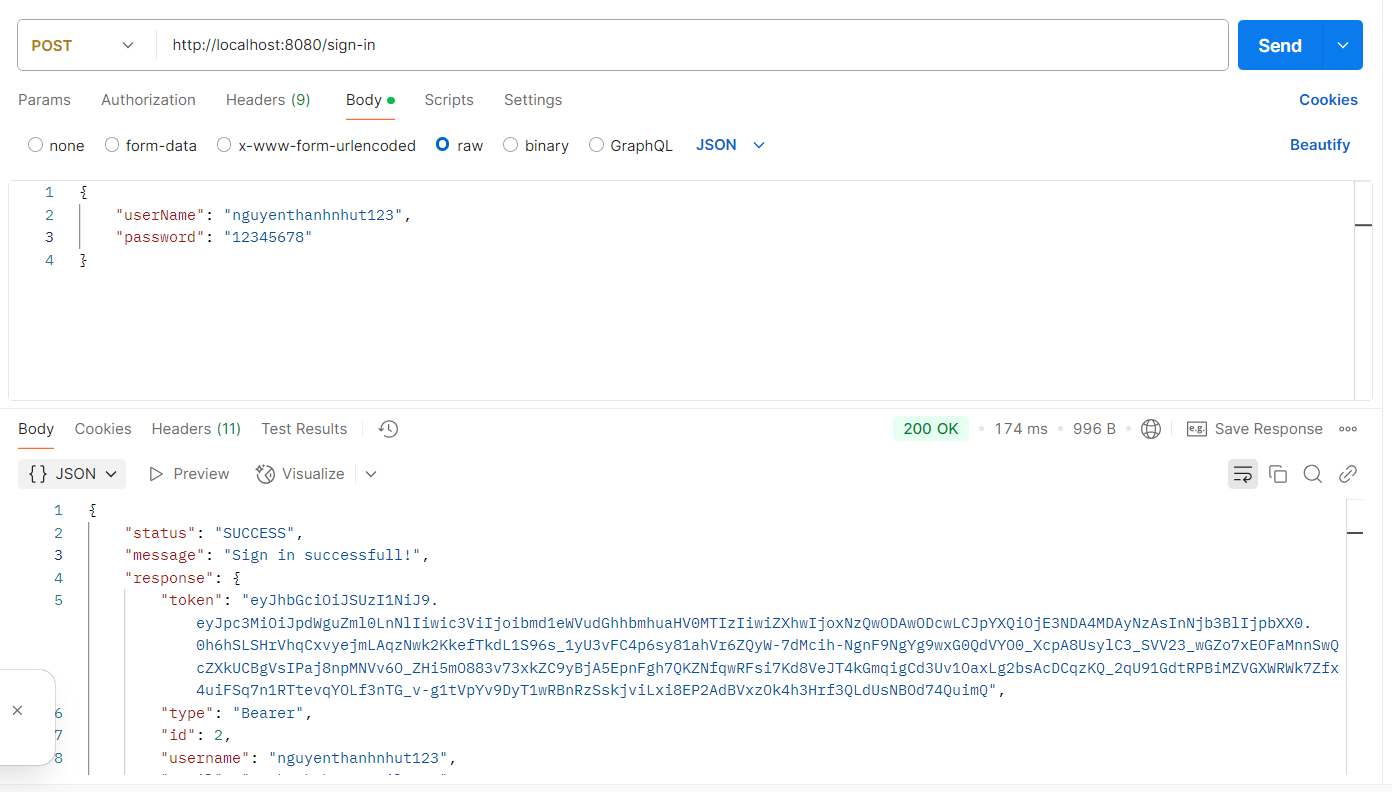 POST http://localhost:8080/sign-in Send
Params Authorization Headers (9) Body Scripts Settings Cookies
none form-data x-www-form-urlencoded raw binary GraphQL JSON Beautify
1 {
2 "userName": "nguyenthanhnhut123",
3 "password": "12345678"
4 }
Body Cookies Headers (11) Test Results 200 OK • 174 ms • 996 B • e.g. Save Response
{} JSON Preview Visualize
1 {
2 "status": "SUCCESS",
3 "message": "Sign in successfull!",
4 "response": {
5 "token": "eyJhbGciOiJSUzI1NiJ9.
eyJpc3MiOiJpdWguZml0LnNlIiwic3ViIjoibmd1eWVudGhhbmhuaHV0MTIzIiwiZXhwIjoxNzQwODAwODcwLCJpYXQiOjE3NDA4MDAyNzAsInNjb3BlIjpbXX0.
0h6hSLSHrVhqCxvyejmLAqzNwk2KkefTkdL1S96s_1yU3vFC4p6sy81ahVr6ZQyW-7dMcih-NgnF9NgYg9wxG0QdVYO0_XcpA8UsylC3_SVV23_wGZo7xEOFaMnnSwQ
cZXkUCBgVsIPaj8npMNVv6O_ZHi5mO883v73xkZC9yBjA5EpnFgh7QKZNfqwRFsi7Kd8VeJT4kGmqigCd3Uv1OaxLg2bsAcDCqzKQ_2qU91GdtRPBiMZVGXWRWk7Zfx
4uiFSq7n1RTtevqYOLf3nTG_v-g1tVpYv9DyT1wRBnRzSskjviLxi8EP2AdBVxzOk4h3Hrf3QLdUsNBOd74QuimQ",
6 "type": "Bearer",
7 "id": 2,
8 "username": "nguyenthanhnhut123",